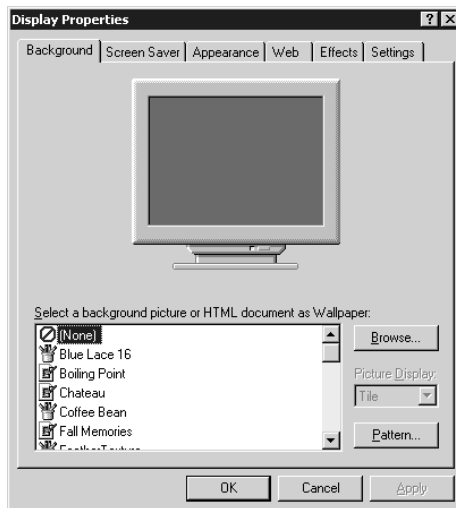 Display Properties
Background Screen Saver Appearance Web Effects Settings
Select a background picture or HTML document as Wallpaper:
(None)
Blue Lace 16
Boiling Point
Chateau
Coffee Bean
Fall Memories
FeatherTexture
Browse...
Picture Display:
Tile
Pattern...
OK Cancel Apply